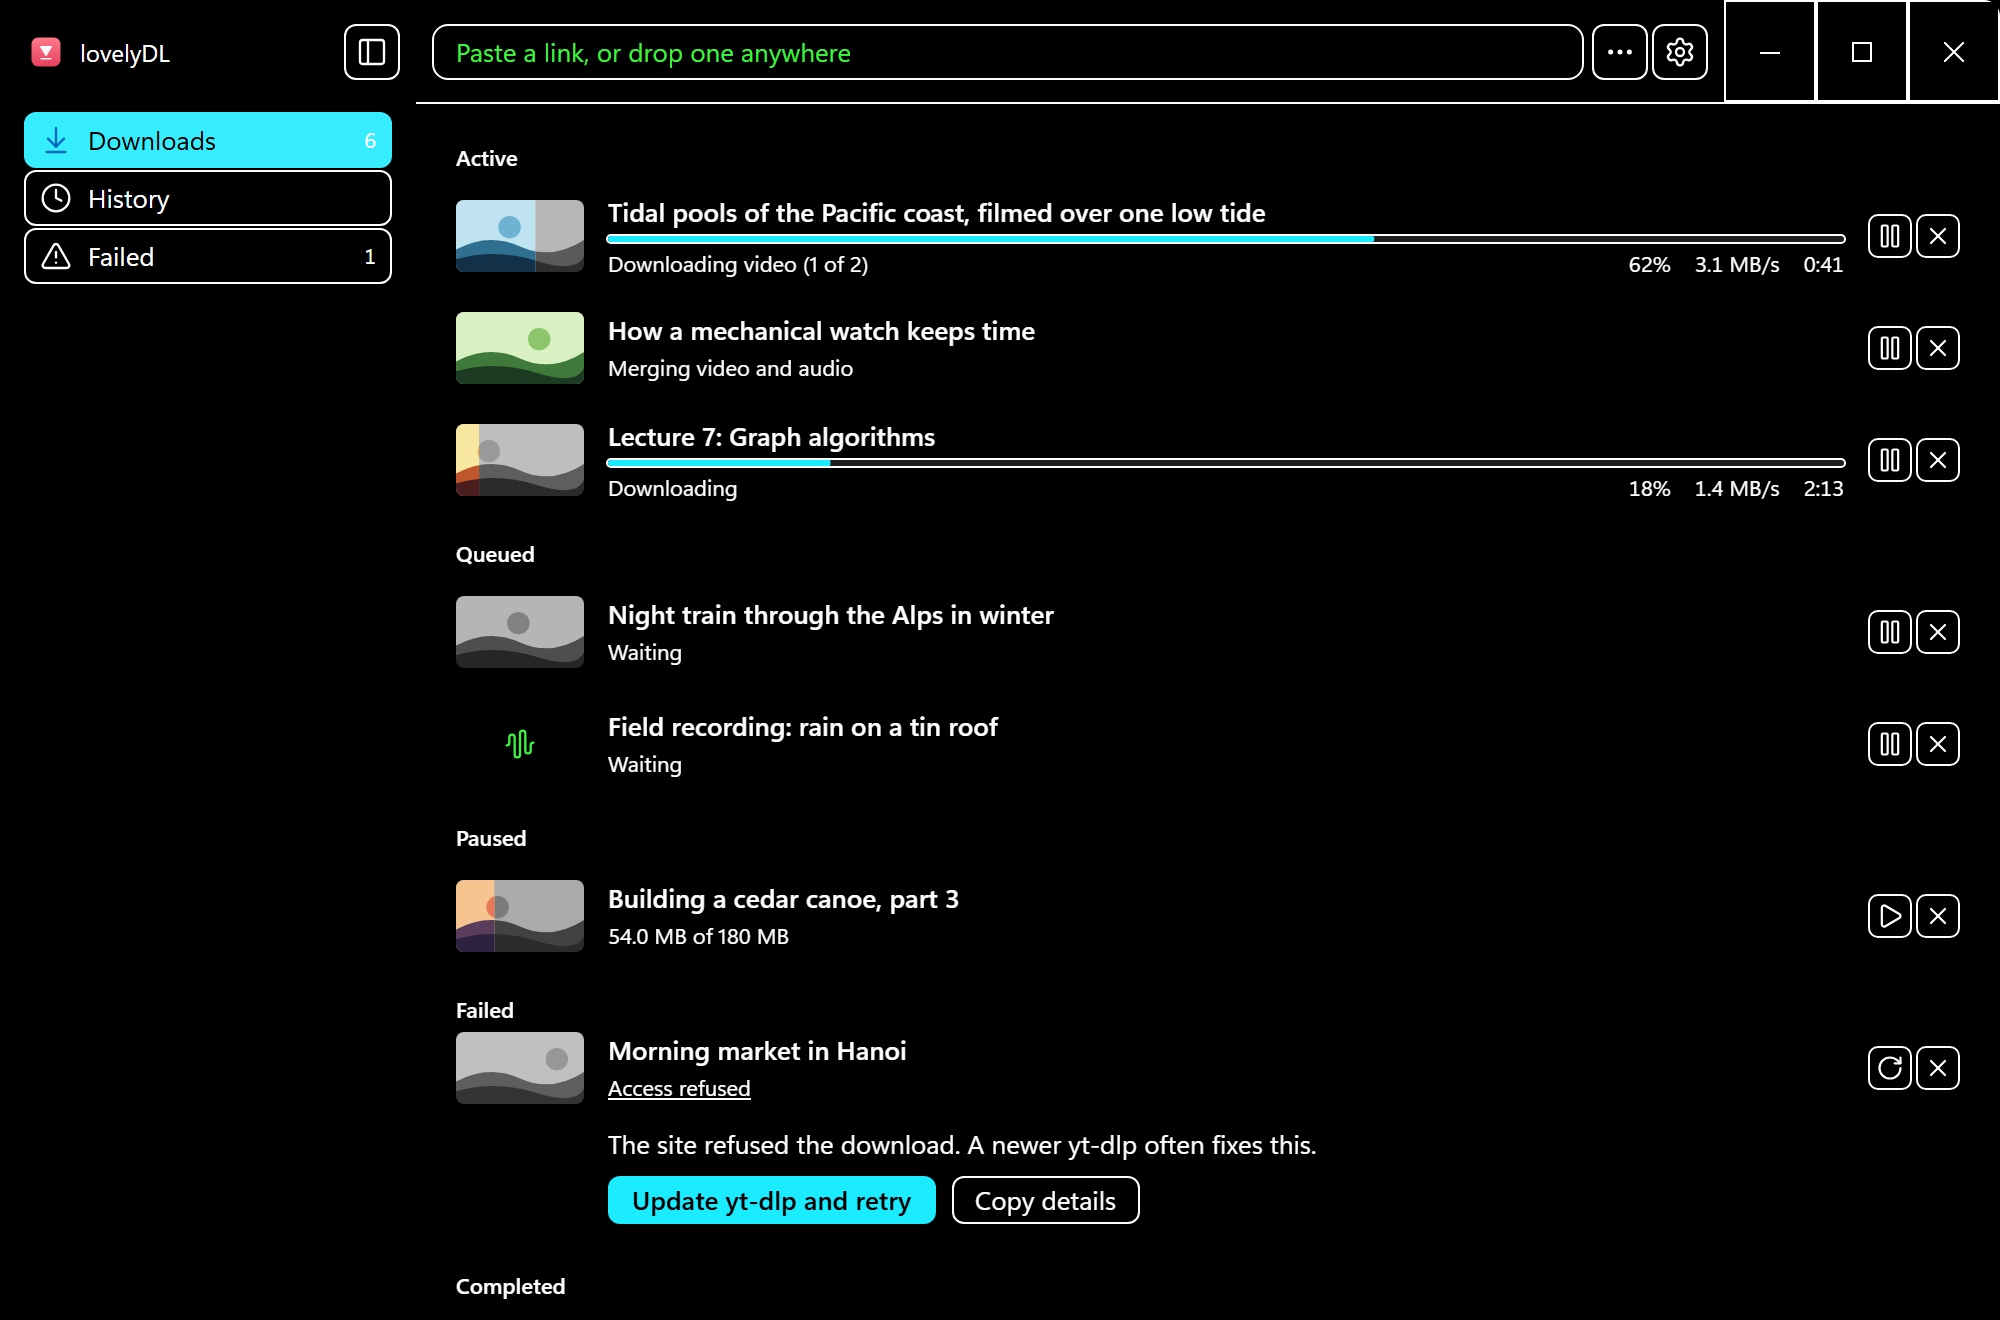 lovelyDL
Paste a link, or drop one anywhere
Downloads 6
History
Failed 1
Active
Tidal pools of the Pacific coast, filmed over one low tide
Downloading video (1 of 2) 62% 3.1 MB/s 0:41
How a mechanical watch keeps time
Merging video and audio
Lecture 7: Graph algorithms
Downloading 18% 1.4 MB/s 2:13
Queued
Night train through the Alps in winter
Waiting
Field recording: rain on a tin roof
Waiting
Paused
Building a cedar canoe, part 3
54.0 MB of 180 MB
Failed
Morning market in Hanoi
Access refused
The site refused the download. A newer yt-dlp often fixes this.
Update yt-dlp and retry Copy details
Completed